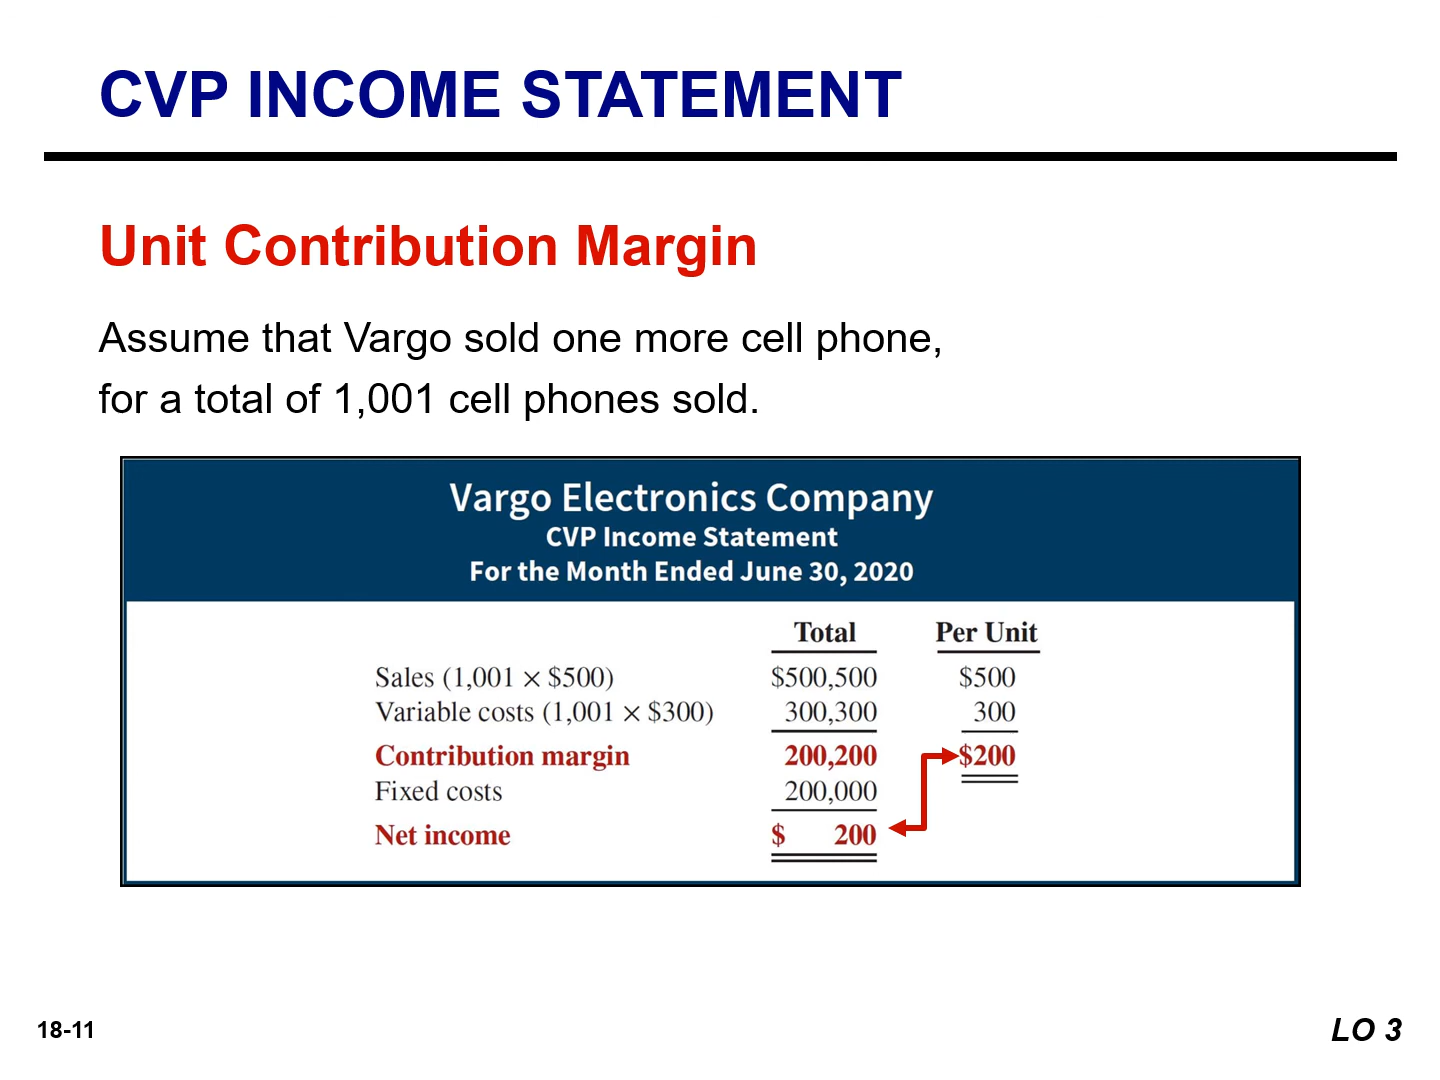 CVP INCOME STATEMENT
Unit Contribution Margin
Assume that Vargo sold one more cell phone,
for a total of 1,001 cell phones sold.
Vargo Electronics Company
CVP Income Statement
For the Month Ended June 30, 2020
Total Per Unit
Sales (1,001 × $500) $500,500 $500
Variable costs (1,001 × $300) 300,300 300
Contribution margin 200,200 $200
Fixed costs 200,000
Net income $ 200
18-11 LO 3